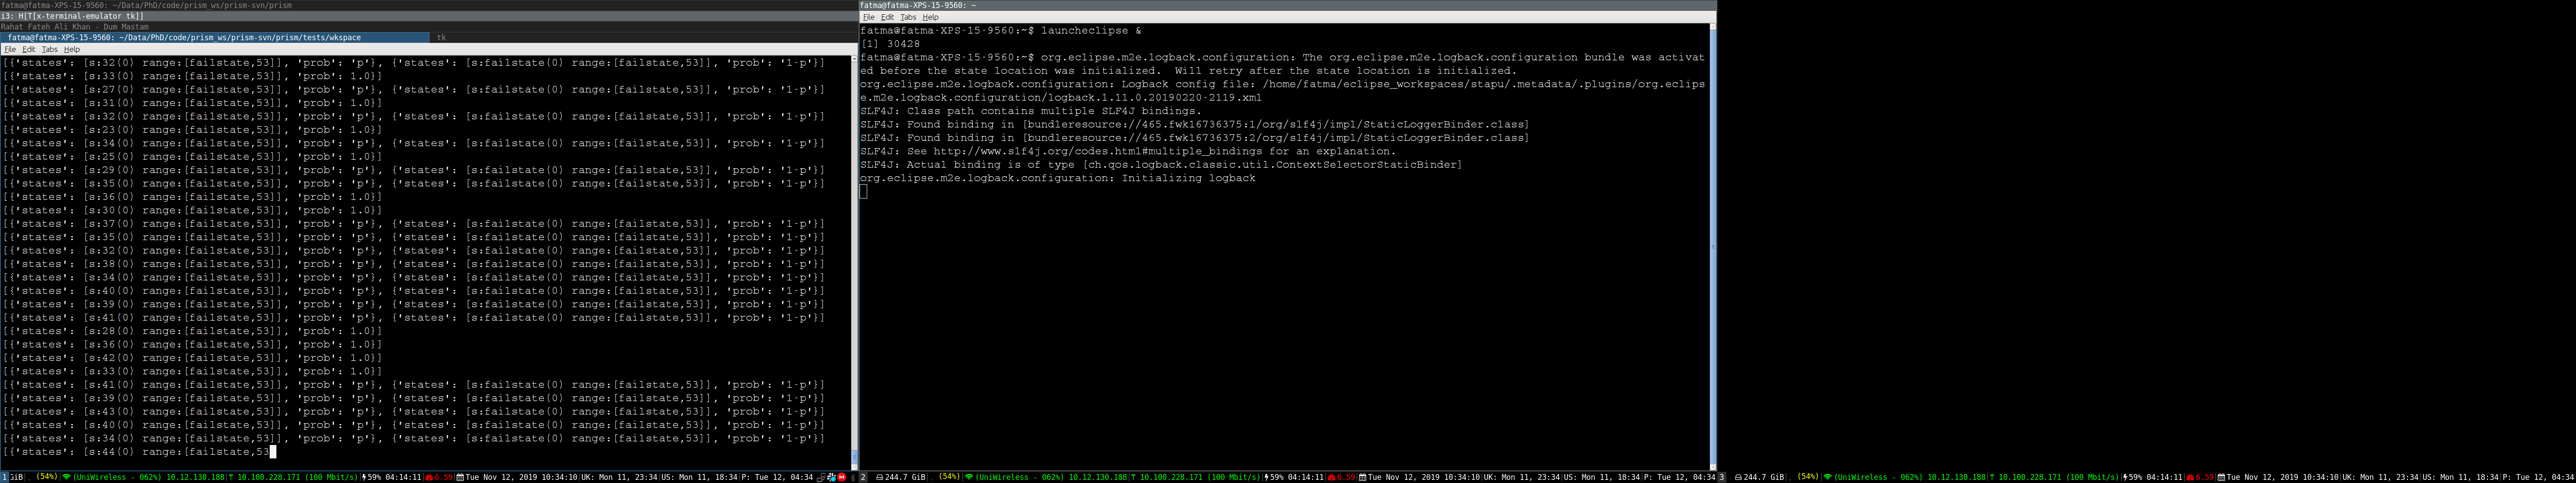 fatma@fatma-XPS-15-9560: ~/Data/PhD/code/prism_ws/prism-svn/prism
i3: H[T[x-terminal-emulator tk]]
Rahat Fateh Ali Khan - Dum Mastam
fatma@fatma-XPS-15-9560: ~/Data/PhD/code/prism_ws/prism-svn/prism/tests/wkspace tk
File Edit Tabs Help
[{'states': [s:32(0) range:[failstate,53]], 'prob': 'p'}, {'states': [s:failstate(0) range:[failstate,53]], 'prob': '1-p'}]
[{'states': [s:33(0) range:[failstate,53]], 'prob': 1.0}]
[{'states': [s:27(0) range:[failstate,53]], 'prob': 'p'}, {'states': [s:failstate(0) range:[failstate,53]], 'prob': '1-p'}]
[{'states': [s:31(0) range:[failstate,53]], 'prob': 1.0}]
[{'states': [s:32(0) range:[failstate,53]], 'prob': 'p'}, {'states': [s:failstate(0) range:[failstate,53]], 'prob': '1-p'}]
[{'states': [s:23(0) range:[failstate,53]], 'prob': 1.0}]
[{'states': [s:34(0) range:[failstate,53]], 'prob': 'p'}, {'states': [s:failstate(0) range:[failstate,53]], 'prob': '1-p'}]
[{'states': [s:25(0) range:[failstate,53]], 'prob': 1.0}]
[{'states': [s:29(0) range:[failstate,53]], 'prob': 'p'}, {'states': [s:failstate(0) range:[failstate,53]], 'prob': '1-p'}]
[{'states': [s:35(0) range:[failstate,53]], 'prob': 'p'}, {'states': [s:failstate(0) range:[failstate,53]], 'prob': '1-p'}]
[{'states': [s:36(0) range:[failstate,53]], 'prob': 1.0}]
[{'states': [s:30(0) range:[failstate,53]], 'prob': 1.0}]
[{'states': [s:37(0) range:[failstate,53]], 'prob': 'p'}, {'states': [s:failstate(0) range:[failstate,53]], 'prob': '1-p'}]
[{'states': [s:35(0) range:[failstate,53]], 'prob': 'p'}, {'states': [s:failstate(0) range:[failstate,53]], 'prob': '1-p'}]
[{'states': [s:32(0) range:[failstate,53]], 'prob': 'p'}, {'states': [s:failstate(0) range:[failstate,53]], 'prob': '1-p'}]
[{'states': [s:38(0) range:[failstate,53]], 'prob': 'p'}, {'states': [s:failstate(0) range:[failstate,53]], 'prob': '1-p'}]
[{'states': [s:34(0) range:[failstate,53]], 'prob': 'p'}, {'states': [s:failstate(0) range:[failstate,53]], 'prob': '1-p'}]
[{'states': [s:40(0) range:[failstate,53]], 'prob': 'p'}, {'states': [s:failstate(0) range:[failstate,53]], 'prob': '1-p'}]
[{'states': [s:39(0) range:[failstate,53]], 'prob': 'p'}, {'states': [s:failstate(0) range:[failstate,53]], 'prob': '1-p'}]
[{'states': [s:41(0) range:[failstate,53]], 'prob': 'p'}, {'states': [s:failstate(0) range:[failstate,53]], 'prob': '1-p'}]
[{'states': [s:28(0) range:[failstate,53]], 'prob': 1.0}]
[{'states': [s:36(0) range:[failstate,53]], 'prob': 1.0}]
[{'states': [s:42(0) range:[failstate,53]], 'prob': 1.0}]
[{'states': [s:33(0) range:[failstate,53]], 'prob': 1.0}]
[{'states': [s:41(0) range:[failstate,53]], 'prob': 'p'}, {'states': [s:failstate(0) range:[failstate,53]], 'prob': '1-p'}]
[{'states': [s:39(0) range:[failstate,53]], 'prob': 'p'}, {'states': [s:failstate(0) range:[failstate,53]], 'prob': '1-p'}]
[{'states': [s:43(0) range:[failstate,53]], 'prob': 'p'}, {'states': [s:failstate(0) range:[failstate,53]], 'prob': '1-p'}]
[{'states': [s:40(0) range:[failstate,53]], 'prob': 'p'}, {'states': [s:failstate(0) range:[failstate,53]], 'prob': '1-p'}]
[{'states': [s:34(0) range:[failstate,53]], 'prob': 'p'}, {'states': [s:failstate(0) range:[failstate,53]], 'prob': '1-p'}]
[{'states': [s:44(0) range:[failstate,53
1 GiB| (54%)|(UniWireless - 062%) 10.12.130.188|T 10.100.228.171 (100 Mbit/s)|59% 04:14:11|6.59|Tue Nov 12, 2019 10:34:10|UK: Mon 11, 23:34|US: Mon 11, 18:34|P: Tue 12, 04:34
fatma@fatma-XPS-15-9560: ~
File Edit Tabs Help
fatma@fatma-XPS-15-9560:~$ launcheclipse &
[1] 30428
fatma@fatma-XPS-15-9560:~$ org.eclipse.m2e.logback.configuration: The org.eclipse.m2e.logback.configuration bundle was activat
ed before the state location was initialized.  Will retry after the state location is initialized.
org.eclipse.m2e.logback.configuration: Logback config file: /home/fatma/eclipse_workspaces/stapu/.metadata/.plugins/org.eclips
e.m2e.logback.configuration/logback.1.11.0.20190220-2119.xml
SLF4J: Class path contains multiple SLF4J bindings.
SLF4J: Found binding in [bundleresource://465.fwk16736375:1/org/slf4j/impl/StaticLoggerBinder.class]
SLF4J: Found binding in [bundleresource://465.fwk16736375:2/org/slf4j/impl/StaticLoggerBinder.class]
SLF4J: See http://www.slf4j.org/codes.html#multiple_bindings for an explanation.
SLF4J: Actual binding is of type [ch.qos.logback.classic.util.ContextSelectorStaticBinder]
org.eclipse.m2e.logback.configuration: Initializing logback
2 244.7 GiB| (54%)|(UniWireless - 062%) 10.12.130.188|T 10.100.228.171 (100 Mbit/s)|59% 04:14:11|6.59|Tue Nov 12, 2019 10:34:10|UK: Mon 11, 23:34|US: Mon 11, 18:34|P: Tue 12, 04:34
3 244.7 GiB| (54%)|(UniWireless - 062%) 10.12.130.188|T 10.100.228.171 (100 Mbit/s)|59% 04:14:11|6.59|Tue Nov 12, 2019 10:34:10|UK: Mon 11, 23:34|US: Mon 11, 18:34|P: Tue 12, 04:34